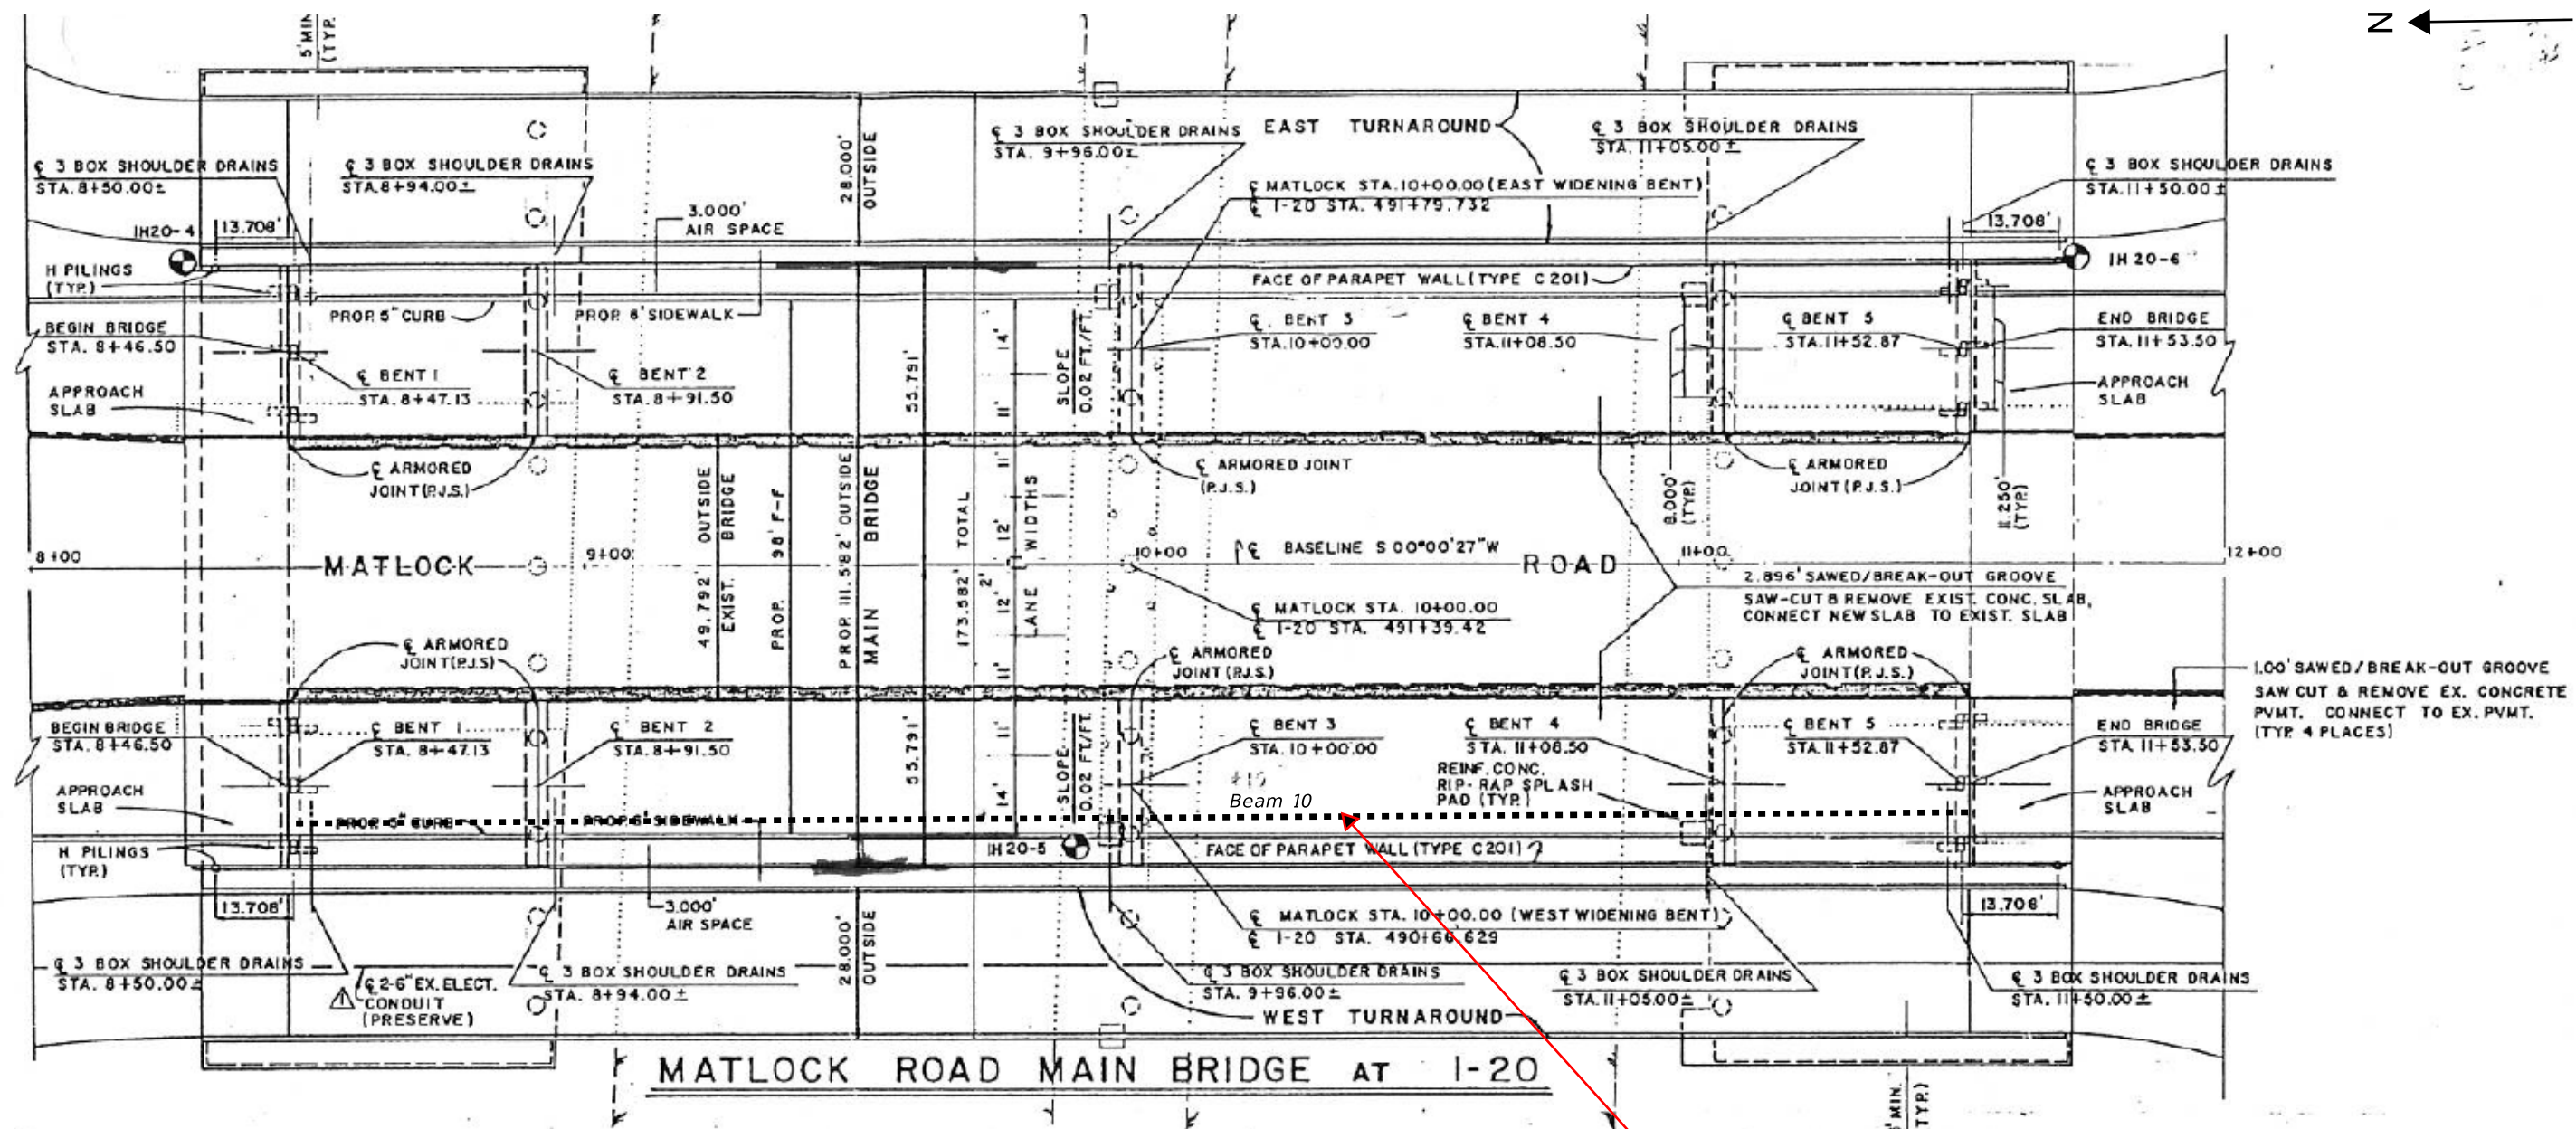 5' MIN.
(TYP.
N
℄ 3 BOX SHOULDER DRAINS
STA. 8+50.00±
℄ 3 BOX SHOULDER DRAINS
STA. 8+94.00±
28.000'
OUTSIDE
℄ 3 BOX SHOULDER DRAINS
STA. 9+96.00±
EAST TURNAROUND
℄ 3 BOX SHOULDER DRAINS
STA. 11+05.00±
℄ 3 BOX SHOULDER DRAINS
STA. 11+50.00±
℄ MATLOCK STA. 10+00.00 (EAST WIDENING BENT)
℄ I-20 STA. 491+79.732
IH20-4
13.708'
3.000'
AIR SPACE
13.708'
IH 20-6
H PILINGS
(TYP.)
FACE OF PARAPET WALL (TYPE C 201)
PROP. 5" CURB
PROP. 6' SIDEWALK
BEGIN BRIDGE
STA. 8+46.50
℄ BENT 3
STA. 10+00.00
℄ BENT 4
STA. 11+08.50
℄ BENT 5
STA. 11+52.87
END BRIDGE
STA. 11+53.50
14'
SLOPE
0.02 FT./FT.
℄ BENT 1
STA. 8+47.13
℄ BENT 2
STA. 8+91.50
APPROACH
SLAB
55.791'
11'
APPROACH
SLAB
℄ ARMORED
JOINT (P.J.S.)
℄ ARMORED JOINT
(P.J.S.)
℄ ARMORED
JOINT (P.J.S.)
49.792' OUTSIDE
EXIST. BRIDGE
PROP. 98' F-F
PROP. 111.582' OUTSIDE
MAIN BRIDGE
173.582' TOTAL
11'
12'
2'
12'
11'
LANE WIDTHS
8.000'
(TYP.)
11.250'
(TYP.)
8+00
MATLOCK
9+00
10+00
℄ BASELINE S 00°00'27"W
ROAD
11+00
12+00
2.896' SAWED/BREAK-OUT GROOVE
SAW-CUT & REMOVE EXIST. CONC. SLAB,
CONNECT NEW SLAB TO EXIST. SLAB
℄ MATLOCK STA. 10+00.00
℄ I-20 STA. 491+39.42
℄ ARMORED
JOINT (P.J.S)
℄ ARMORED
JOINT (P.J.S.)
℄ ARMORED
JOINT (P.J.S.)
1.00' SAWED/BREAK-OUT GROOVE
SAW CUT & REMOVE EX. CONCRETE
PVMT. CONNECT TO EX. PVMT.
(TYP. 4 PLACES)
BEGIN BRIDGE
STA. 8+46.50
℄ BENT 1
STA. 8+47.13
℄ BENT 2
STA. 8+91.50
55.791'
11'
14'
SLOPE
0.02 FT/FT.
℄ BENT 3
STA. 10+00.00
℄ BENT 4
STA. 11+08.50
℄ BENT 5
STA. 11+52.87
END BRIDGE
STA. 11+53.50
REINF. CONC.
RIP-RAP SPLASH
PAD (TYP.)
#10
Beam 10
APPROACH
SLAB
APPROACH
SLAB
PROP. 5" CURB
PROP. 6' SIDEWALK
H PILINGS
(TYP.)
IH 20-5
FACE OF PARAPET WALL (TYPE C 201)
13.708'
3.000'
AIR SPACE
28.000'
OUTSIDE
℄ MATLOCK STA. 10+00.00 (WEST WIDENING BENT)
℄ I-20 STA. 490+66.629
13.708'
℄ 3 BOX SHOULDER DRAINS
STA. 8+50.00±
℄ 2-6" EX. ELECT.
CONDUIT
(PRESERVE)
℄ 3 BOX SHOULDER DRAINS
STA. 8+94.00±
℄ 3 BOX SHOULDER DRAINS
STA. 9+96.00±
℄ 3 BOX SHOULDER DRAINS
STA. 11+05.00±
℄ 3 BOX SHOULDER DRAINS
STA. 11+50.00±
WEST TURNAROUND
MATLOCK ROAD MAIN BRIDGE AT I-20
MIN.
TYP.)